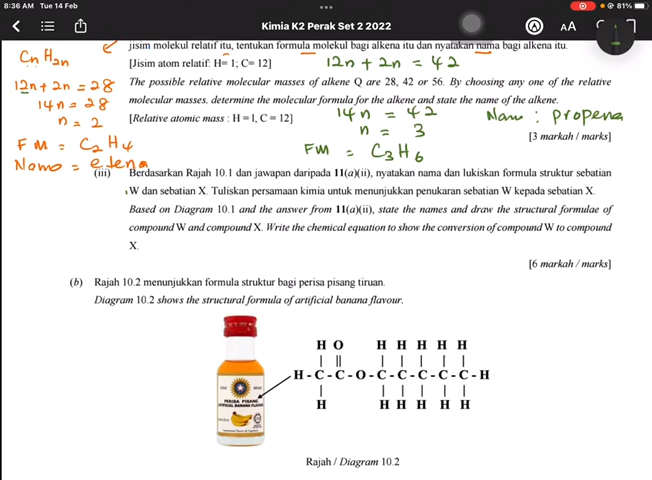 8:36 AM Tue 14 Feb
81%
Kimia K2 Perak Set 2 2022
AA
jisim molekul relatif itu, tentukan formula molekul bagi alkena itu dan nyatakan nama bagi alkena itu.
CnH2n
[Jisim atom relatif: H= 1; C= 12]
12n + 2n = 42
12n + 2n = 28
14n = 28
n = 2
FM = C2H4
Nama = etena
The possible relative molecular masses of alkene Q are 28, 42 or 56. By choosing any one of the relative
molecular masses, determine the molecular formula for the alkene and state the name of the alkene.
[Relative atomic mass : H = 1, C = 12]
14n = 42
n = 3
FM = C3H6
Nama : propena
[3 markah / marks]
(iii) Berdasarkan Rajah 10.1 dan jawapan daripada 11(a)(ii), nyatakan nama dan lukiskan formula struktur sebatian
W dan sebatian X. Tuliskan persamaan kimia untuk menunjukkan penukaran sebatian W kepada sebatian X.
Based on Diagram 10.1 and the answer from 11(a)(ii), state the names and draw the structural formulae of
compound W and compound X. Write the chemical equation to show the conversion of compound W to compound
X.
[6 markah / marks]
(b) Rajah 10.2 menunjukkan formula struktur bagi perisa pisang tiruan.
Diagram 10.2 shows the structural formula of artificial banana flavour.
PERISA PISANG
ARTIFICIAL BANANA FLAVOUR
H O H H H H H
| || | | | | |
H - C - C - O - C - C - C - C - C - H
| | | | | |
H H H H H H
Rajah / Diagram 10.2